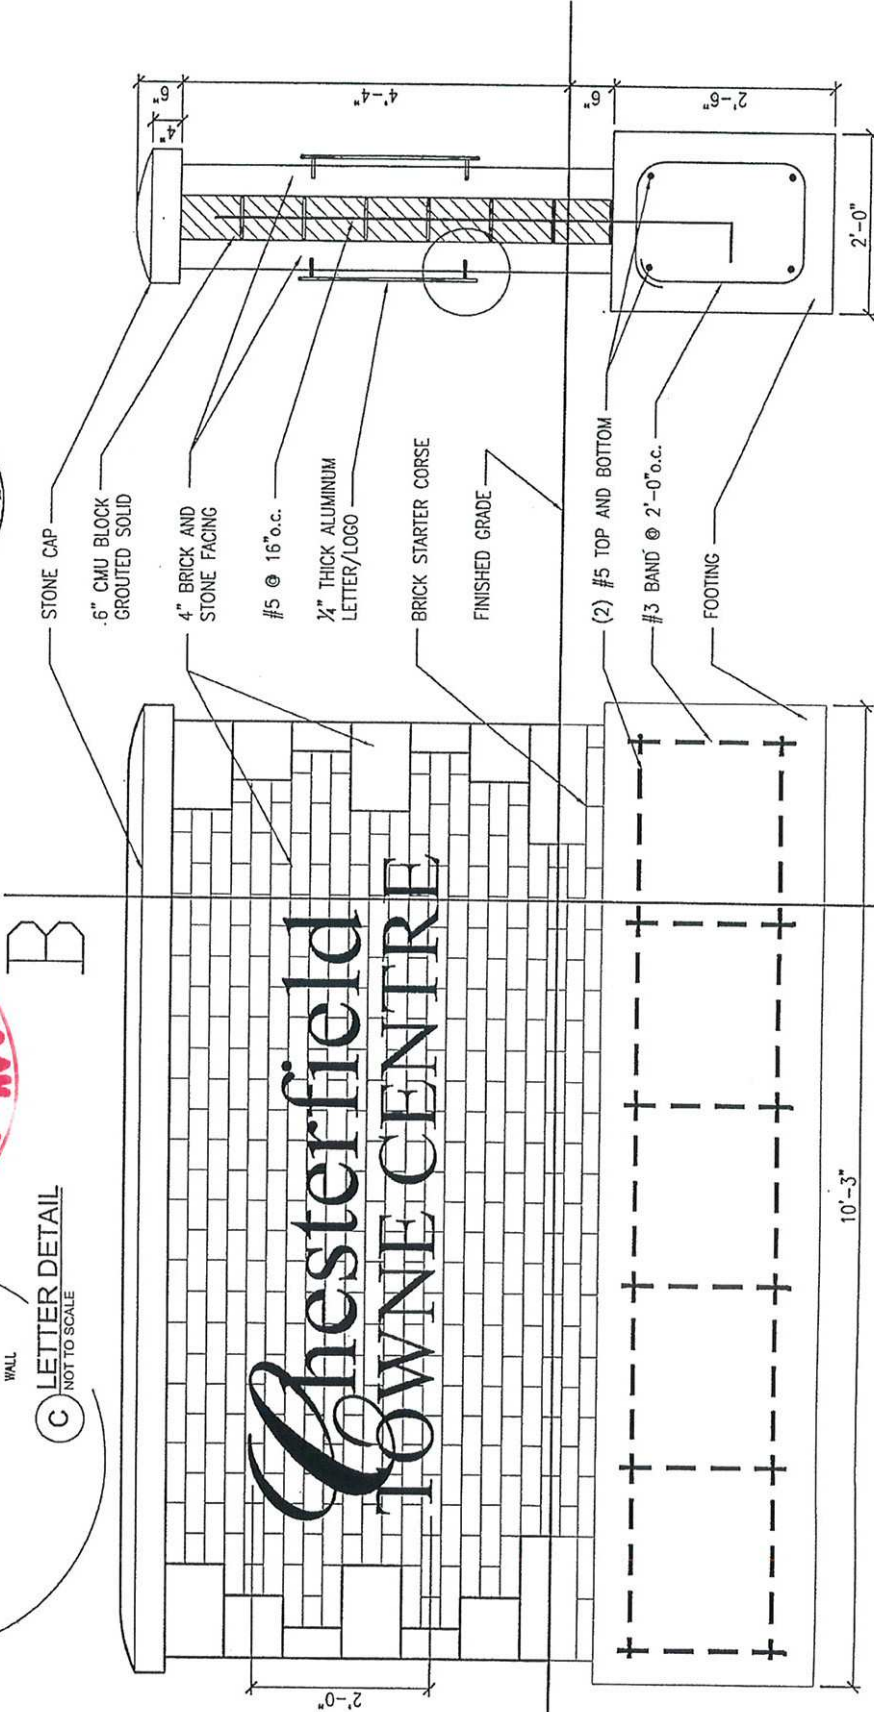 B
C
LETTER DETAIL
NOT TO SCALE
WALL
STONE CAP
.6" CMU BLOCK
GROUTED SOLID
4" BRICK AND
STONE FACING
#5 @ 16"o.c.
¼" THICK ALUMINUM
LETTER/LOGO
BRICK STARTER CORSE
FINISHED GRADE
(2) #5 TOP AND BOTTOM
#3 BAND @ 2'-0"o.c.
FOOTING
Chesterfield
TOWNE CENTRE
2'-0"
10'-3"
6"
4"
4'-4"
6"
2'-6"
2'-0"